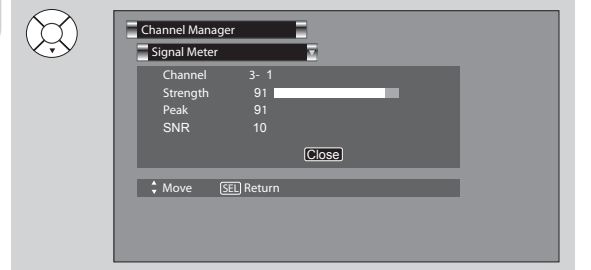 Channel Manager
Signal Meter
Channel 3- 1
Strength 91
Peak 91
SNR 10
Close
Move SEL Return